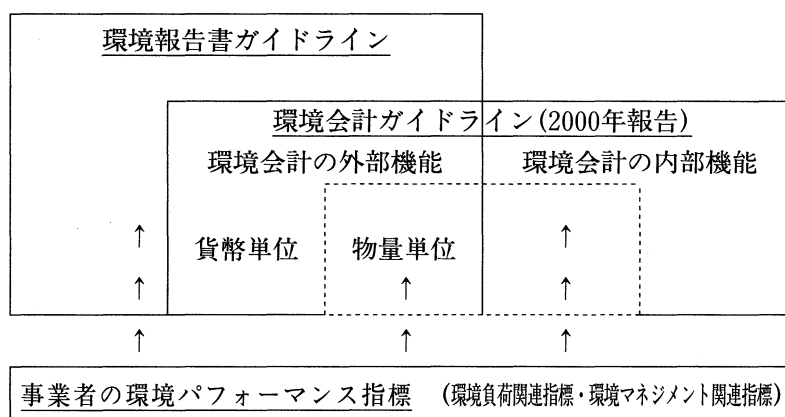 環境報告書ガイドライン
環境会計ガイドライン(2000年報告)
環境会計の外部機能 環境会計の内部機能
↑ 貨幣単位 物量単位 ↑
↑ ↑ ↑
↑ ↑ ↑
事業者の環境パフォーマンス指標 (環境負荷関連指標・環境マネジメント関連指標)